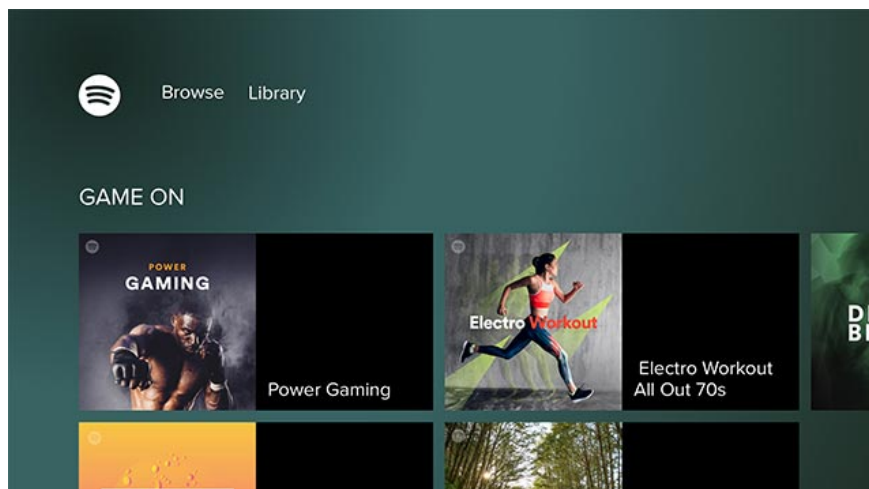 Browse Library
GAME ON
POWER
GAMING
Power Gaming
Electro Workout
Electro Workout
All Out 70s